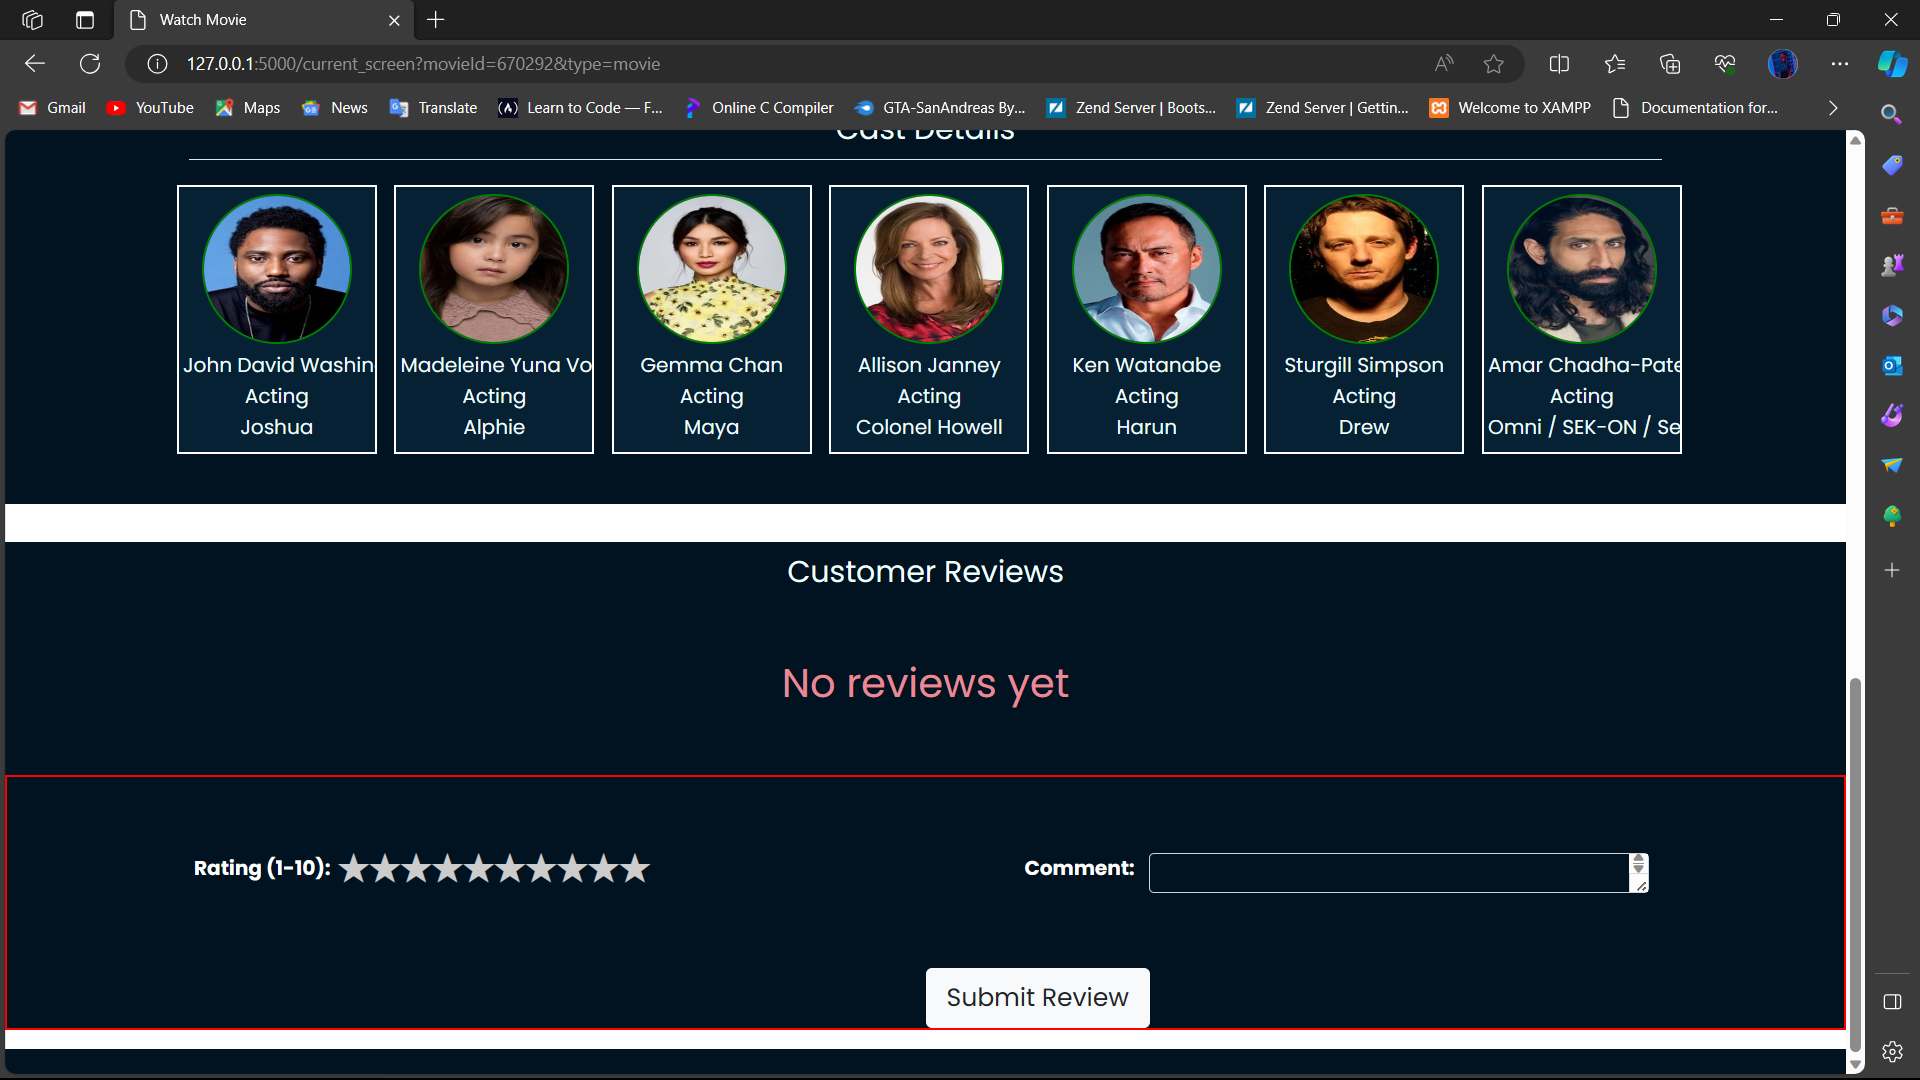 Watch Movie
127.0.0.1:5000/current_screen?movieId=670292&type=movie
Gmail YouTube Maps News Translate Learn to Code — F... Online C Compiler GTA-SanAndreas By... Zend Server | Boots... Zend Server | Gettin... Welcome to XAMPP Documentation for...
Cast Details
John David Washin Madeleine Yuna Vo Gemma Chan Allison Janney Ken Watanabe Sturgill Simpson Amar Chadha-Pate
Acting Acting Acting Acting Acting Acting Acting
Joshua Alphie Maya Colonel Howell Harun Drew Omni / SEK-ON / Se
Customer Reviews
No reviews yet
Rating (1-10): ★★★★★★★★★★ Comment:
Submit Review